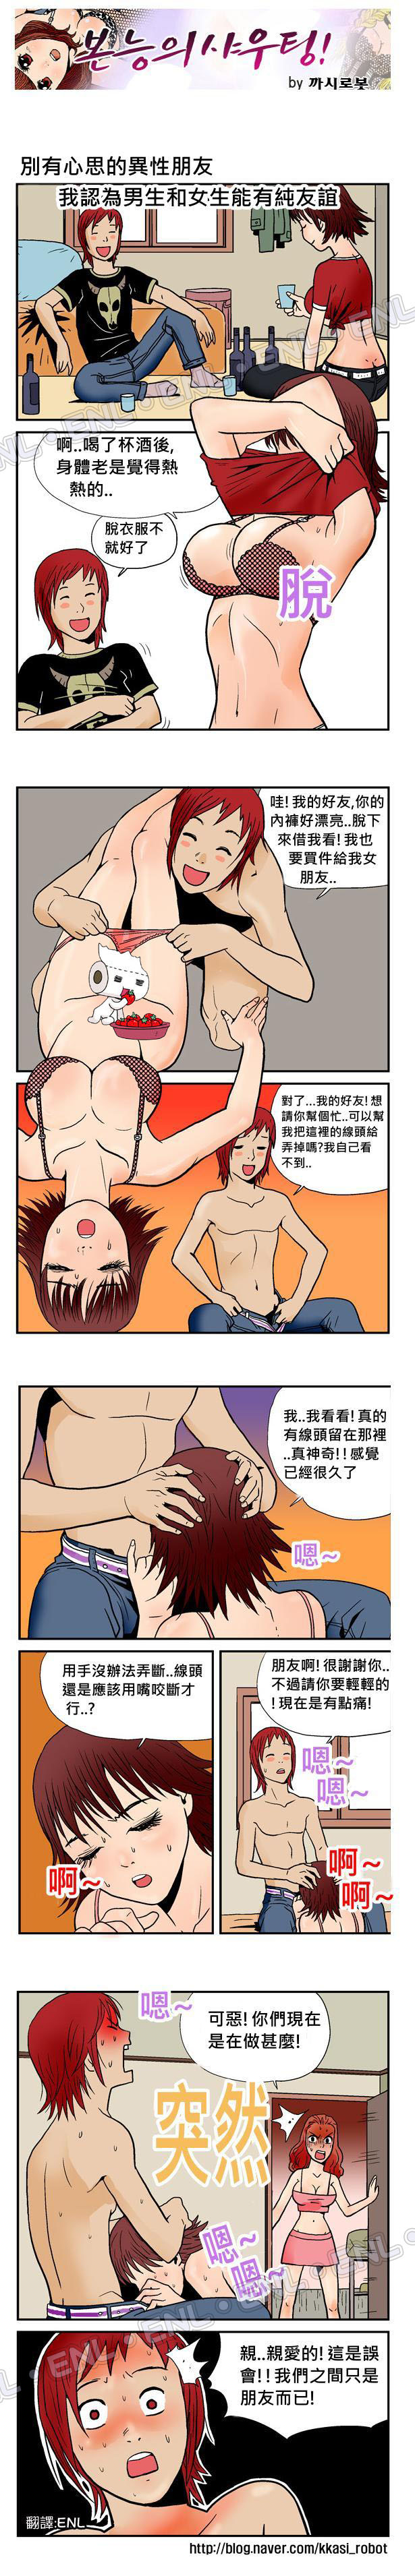 본능의샤우팅!
by 까시로봇
別有心思的異性朋友
我認為男生和女生能有純友誼
啊..喝了杯酒後,
身體老是覺得熱
熱的..
脫衣服不
就好了
脫
哇! 我的好友,你的
內褲好漂亮..脫下
來借我看! 我也
要買件給我女
朋友..
對了...我的好友! 想
請你幫個忙..可以幫
我把這裡的線頭給
弄掉嗎?我自己看
不到..
我..我看看! 真的
有線頭留在那裡
..真神奇! ! 感覺
已經很久了
嗯~
用手沒辦法弄斷..線頭
還是應該用嘴咬斷才
行..?
啊~
朋友啊! 很謝謝你..
不過請你要輕輕的
! 現在是有點痛!
嗯~
嗯~
啊~
啊~
嗯~
可惡! 你們現在
是在做甚麼!
突然
嗯~
嗯~
親..親愛的! 這是誤
會! ! 我們之間只是
朋友而已!
翻譯:ENL
http://blog.naver.com/kkasi_robot
ENL